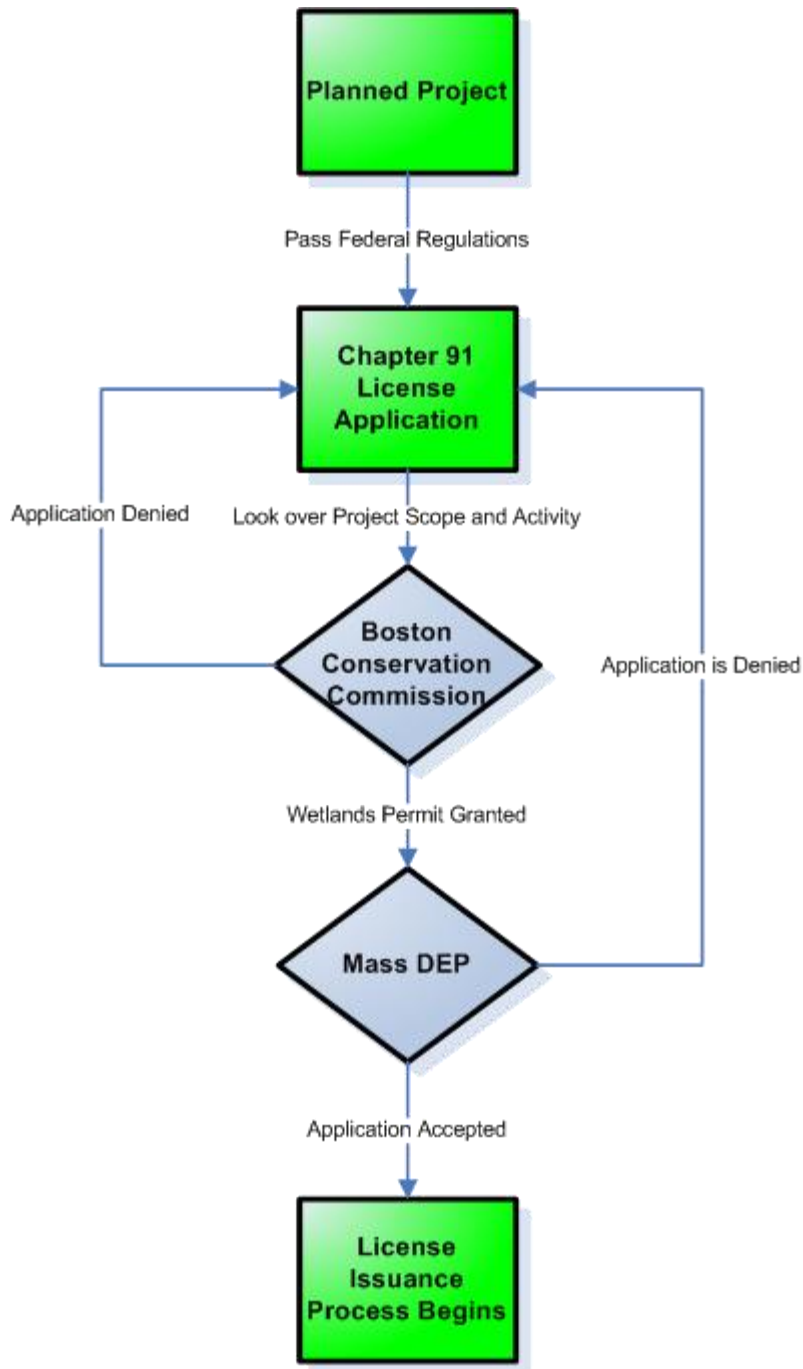 Planned Project
Pass Federal Regulations
Chapter 91
License
Application
Application Denied
Look over Project Scope and Activity
Boston
Conservation
Commission
Application is Denied
Wetlands Permit Granted
Mass DEP
Application Accepted
License
Issuance
Process Begins